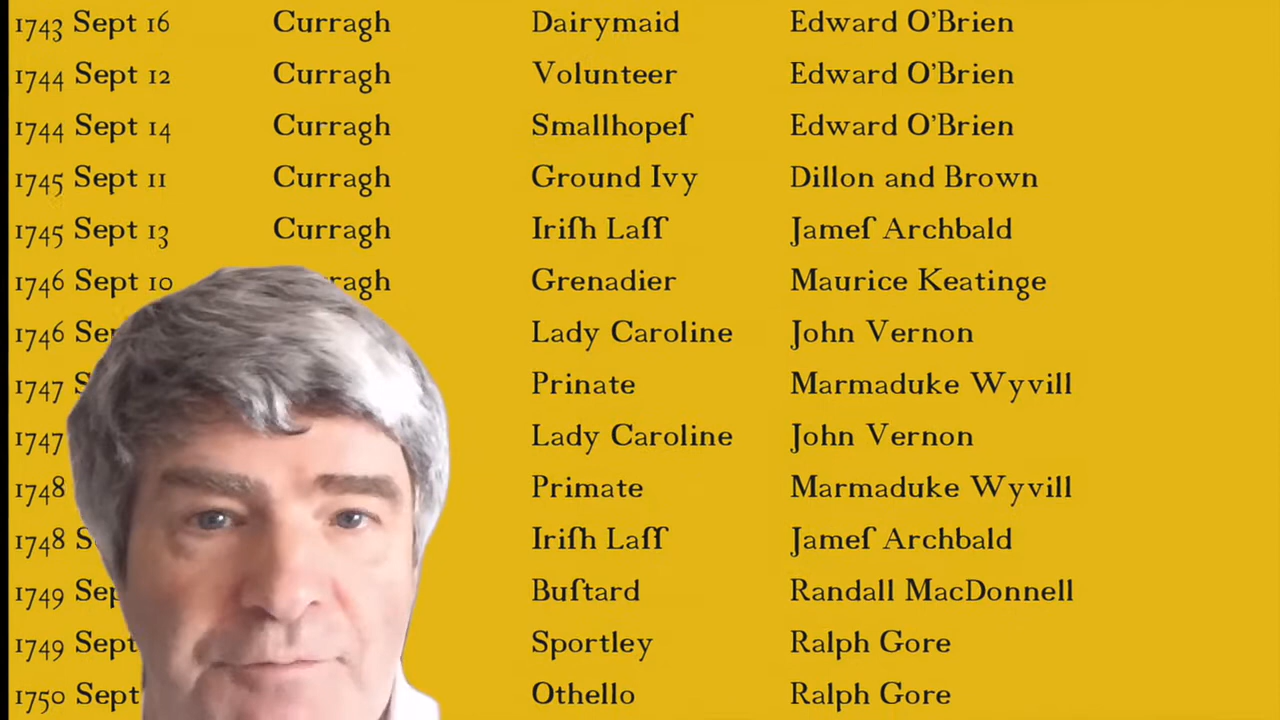 1743 Sept 16 Curragh Dairymaid Edward O'Brien
1744 Sept 12 Curragh Volunteer Edward O'Brien
1744 Sept 14 Curragh Smallhopeſ Edward O'Brien
1745 Sept 11 Curragh Ground Ivy Dillon and Brown
1745 Sept 13 Curragh Iriſh Laſſ Jameſ Archbald
1746 Sept 10 Grenadier Maurice Keatinge
1746 Lady Caroline John Vernon
1747 Prinate Marmaduke Wyvill
1747 Lady Caroline John Vernon
1748 Primate Marmaduke Wyvill
1748 Iriſh Laſſ Jameſ Archbald
1749 Buſtard Randall MacDonnell
1749 Sept Sportley Ralph Gore
1750 Sept Othello Ralph Gore